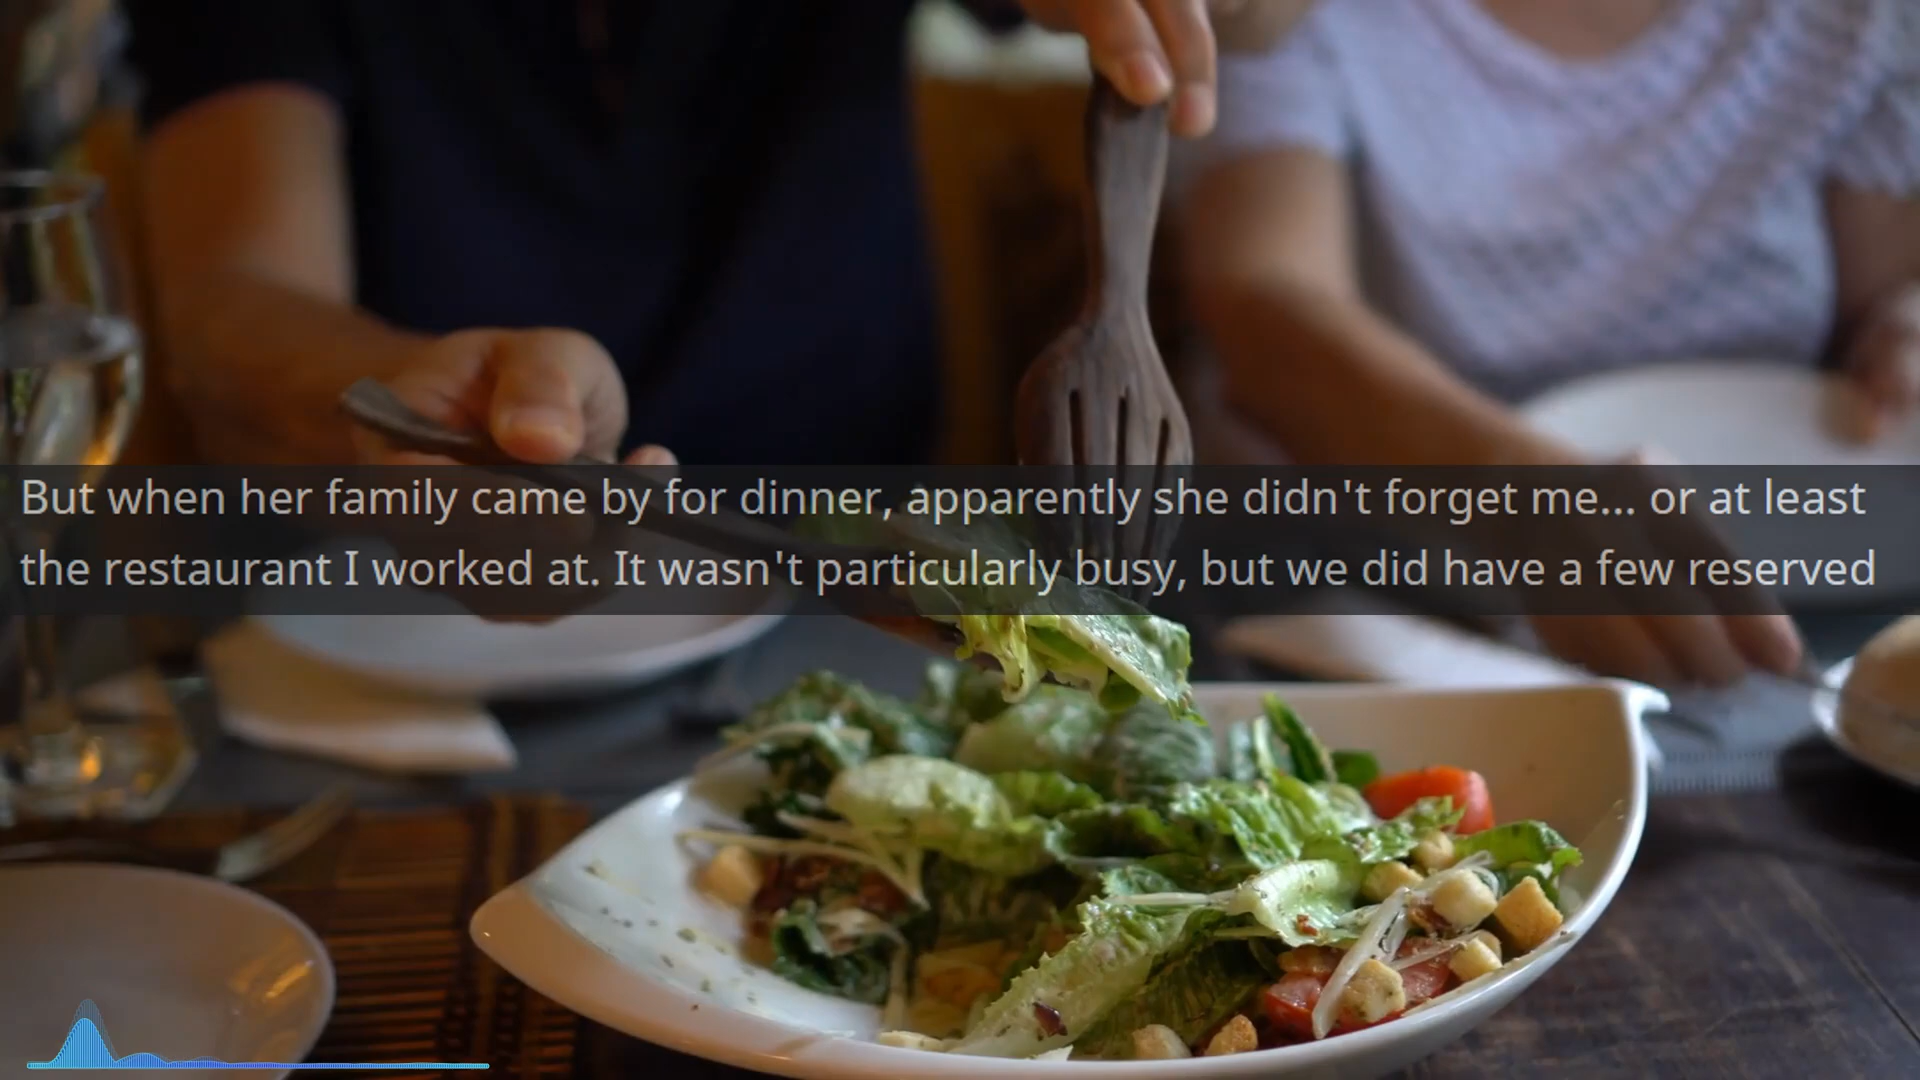 But when her family came by for dinner, apparently she didn't forget me... or at least
the restaurant I worked at. It wasn't particularly busy, but we did have a few reserved